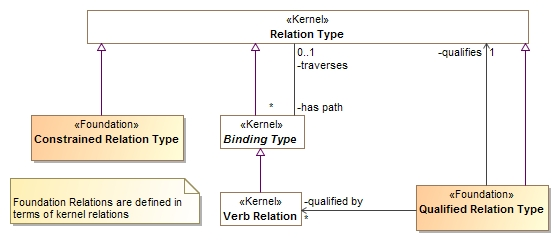 «Kernel»
Relation Type
0..1
-traverses
-qualifies 1
* -has path
«Foundation»
Constrained Relation Type
«Kernel»
Binding Type
Foundation Relations are defined in
terms of kernel relations
«Kernel»
Verb Relation
-qualified by
*
«Foundation»
Qualified Relation Type